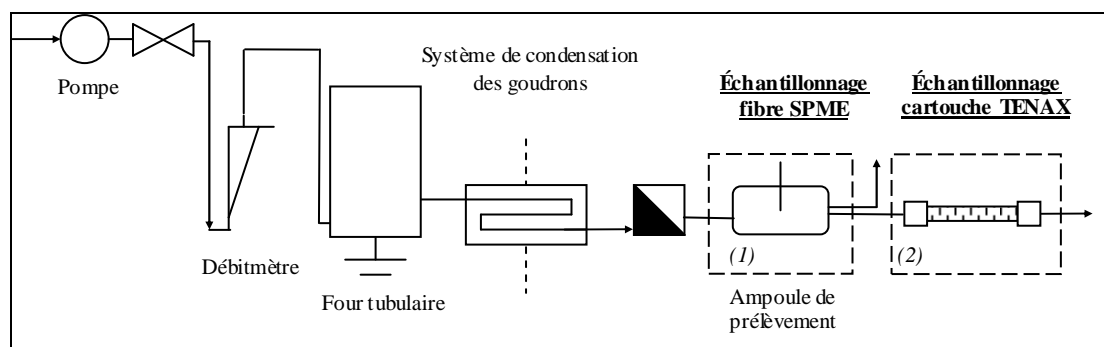 Système de condensation
des goudrons
Échantillonnage
fibre SPME
Échantillonnage
cartouche TENAX
Pompe
(1)
(2)
Débitmètre
Four tubulaire
Ampoule de
prélèvement